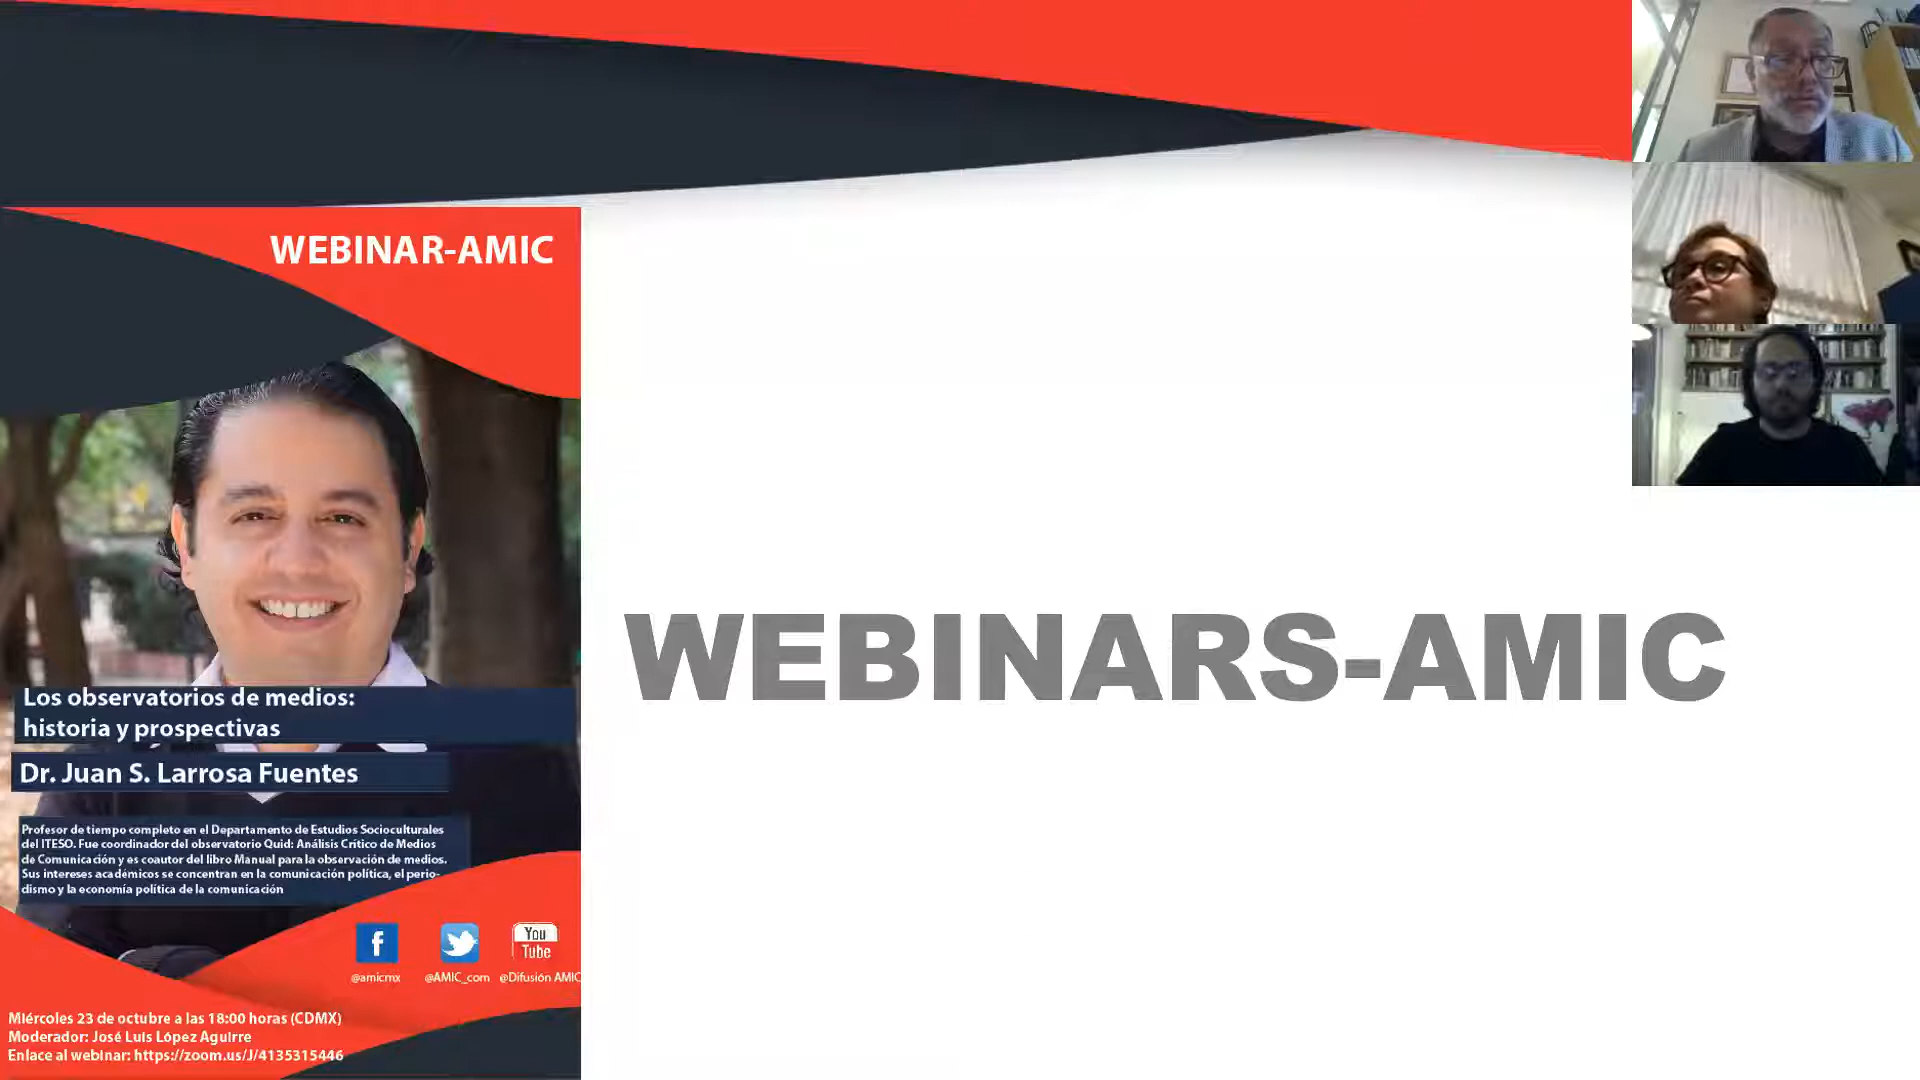 WEBINAR-AMIC
Los observatorios de medios:
historia y prospectivas
Dr. Juan S. Larrosa Fuentes
Profesor de tiempo completo en el Departamento de Estudios Socioculturales
del ITESO. Fue coordinador del observatorio Quid: Análisis Crítico de Medios
de Comunicación y es coautor del libro Manual para la observación de medios.
Sus intereses académicos se concentran en la comunicación política, el perio-
dismo y la economía política de la comunicación
f
You
Tube
@amicmx @AMIC_com @Difusión AMIC
Miércoles 23 de octubre a las 18:00 horas (CDMX)
Moderador: José Luis López Aguirre
Enlace al webinar: https://zoom.us/J/4135315446
WEBINARS-AMIC